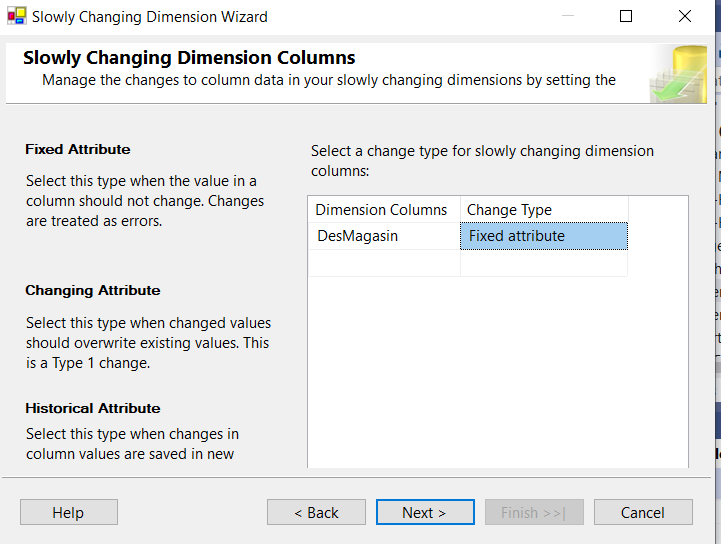 Slowly Changing Dimension Wizard
Slowly Changing Dimension Columns
Manage the changes to column data in your slowly changing dimensions by setting the
Fixed Attribute
Select this type when the value in a
column should not change. Changes
are treated as errors.
Changing Attribute
Select this type when changed values
should overwrite existing values. This
is a Type 1 change.
Historical Attribute
Select this type when changes in
column values are saved in new
Select a change type for slowly changing dimension
columns:
Dimension Columns Change Type
DesMagasin Fixed attribute
Help < Back Next > Finish >>| Cancel